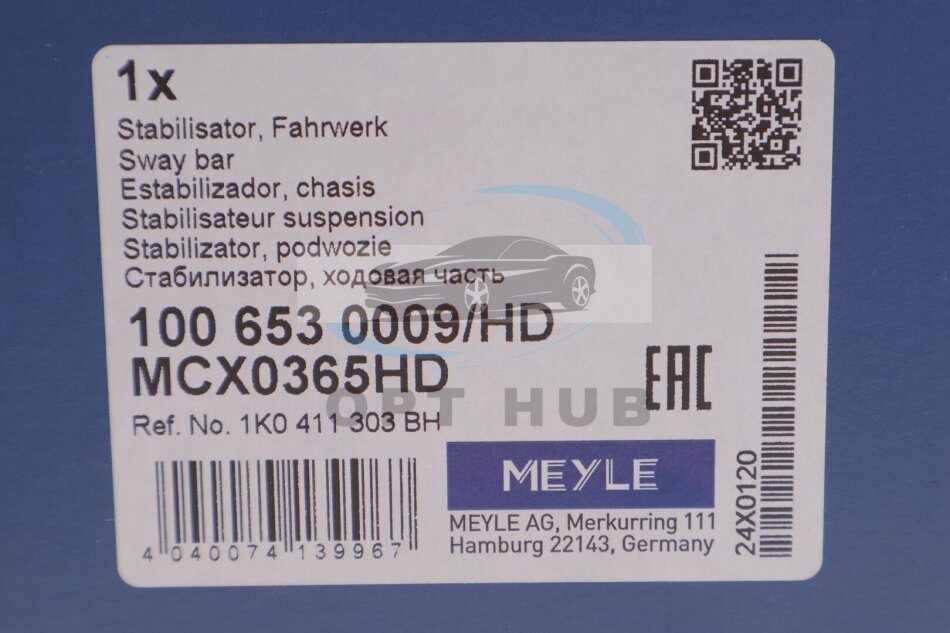 1x
Stabilisator, Fahrwerk
Sway bar
Estabilizador, chasis
Stabilisateur suspension
Stabilizator, podwozie
Стабилизатор, ходовая часть
100 653 0009/HD
MCX0365HD
Ref. No. 1K0 411 303 BH
OPT HUB
EAC
4 040074 139967
MEYLE
MEYLE AG, Merkurring 111
Hamburg 22143, Germany
24X0120